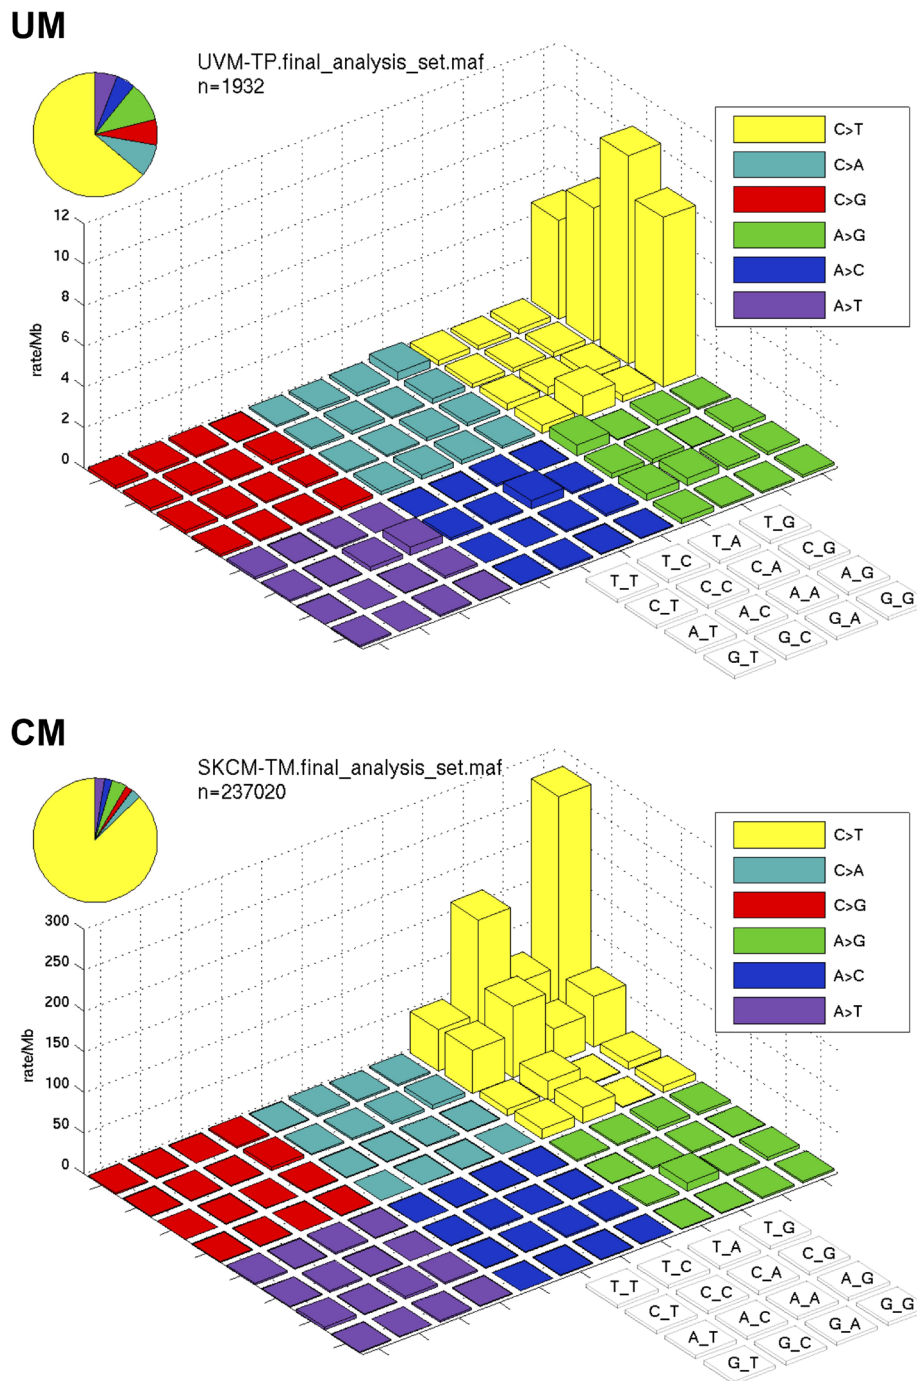 UM
UVM-TP.final_analysis_set.maf
n=1932
C>T
C>A
C>G
A>G
A>C
A>T
12
10
8
6
4
2
0
rate/Mb
T_G
T_A
C_G
T_C
C_A
A_G
T_T
C_C
A_A
G_G
C_T
A_C
G_A
A_T
G_C
G_T
CM
SKCM-TM.final_analysis_set.maf
n=237020
C>T
C>A
C>G
A>G
A>C
A>T
300
250
200
150
100
50
0
rate/Mb
T_G
T_A
C_G
T_C
C_A
A_G
T_T
C_C
A_A
G_G
C_T
A_C
G_A
A_T
G_C
G_T